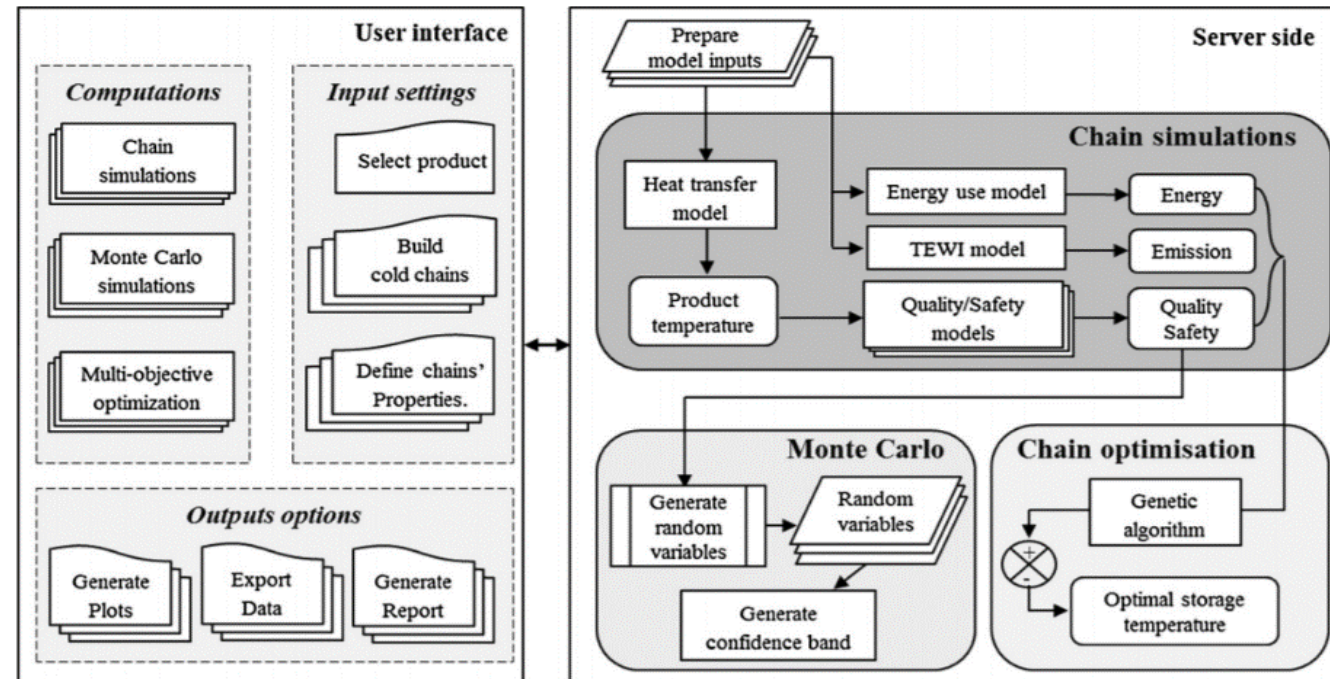 User interface
Computations
Chain
simulations
Monte Carlo
simulations
Multi-objective
optimization
Input settings
Select product
Build
cold chains
Define chains’
Properties.
Outputs options
Generate
Plots
Export
Data
Generate
Report
Server side
Prepare
model inputs
Chain simulations
Heat transfer
model
Energy use model
Energy
TEWI model
Emission
Product
temperature
Quality/Safety
models
Quality
Safety
Monte Carlo
Generate
random
variables
Random
variables
Generate
confidence band
Chain optimisation
Genetic
algorithm
+
-
Optimal storage
temperature